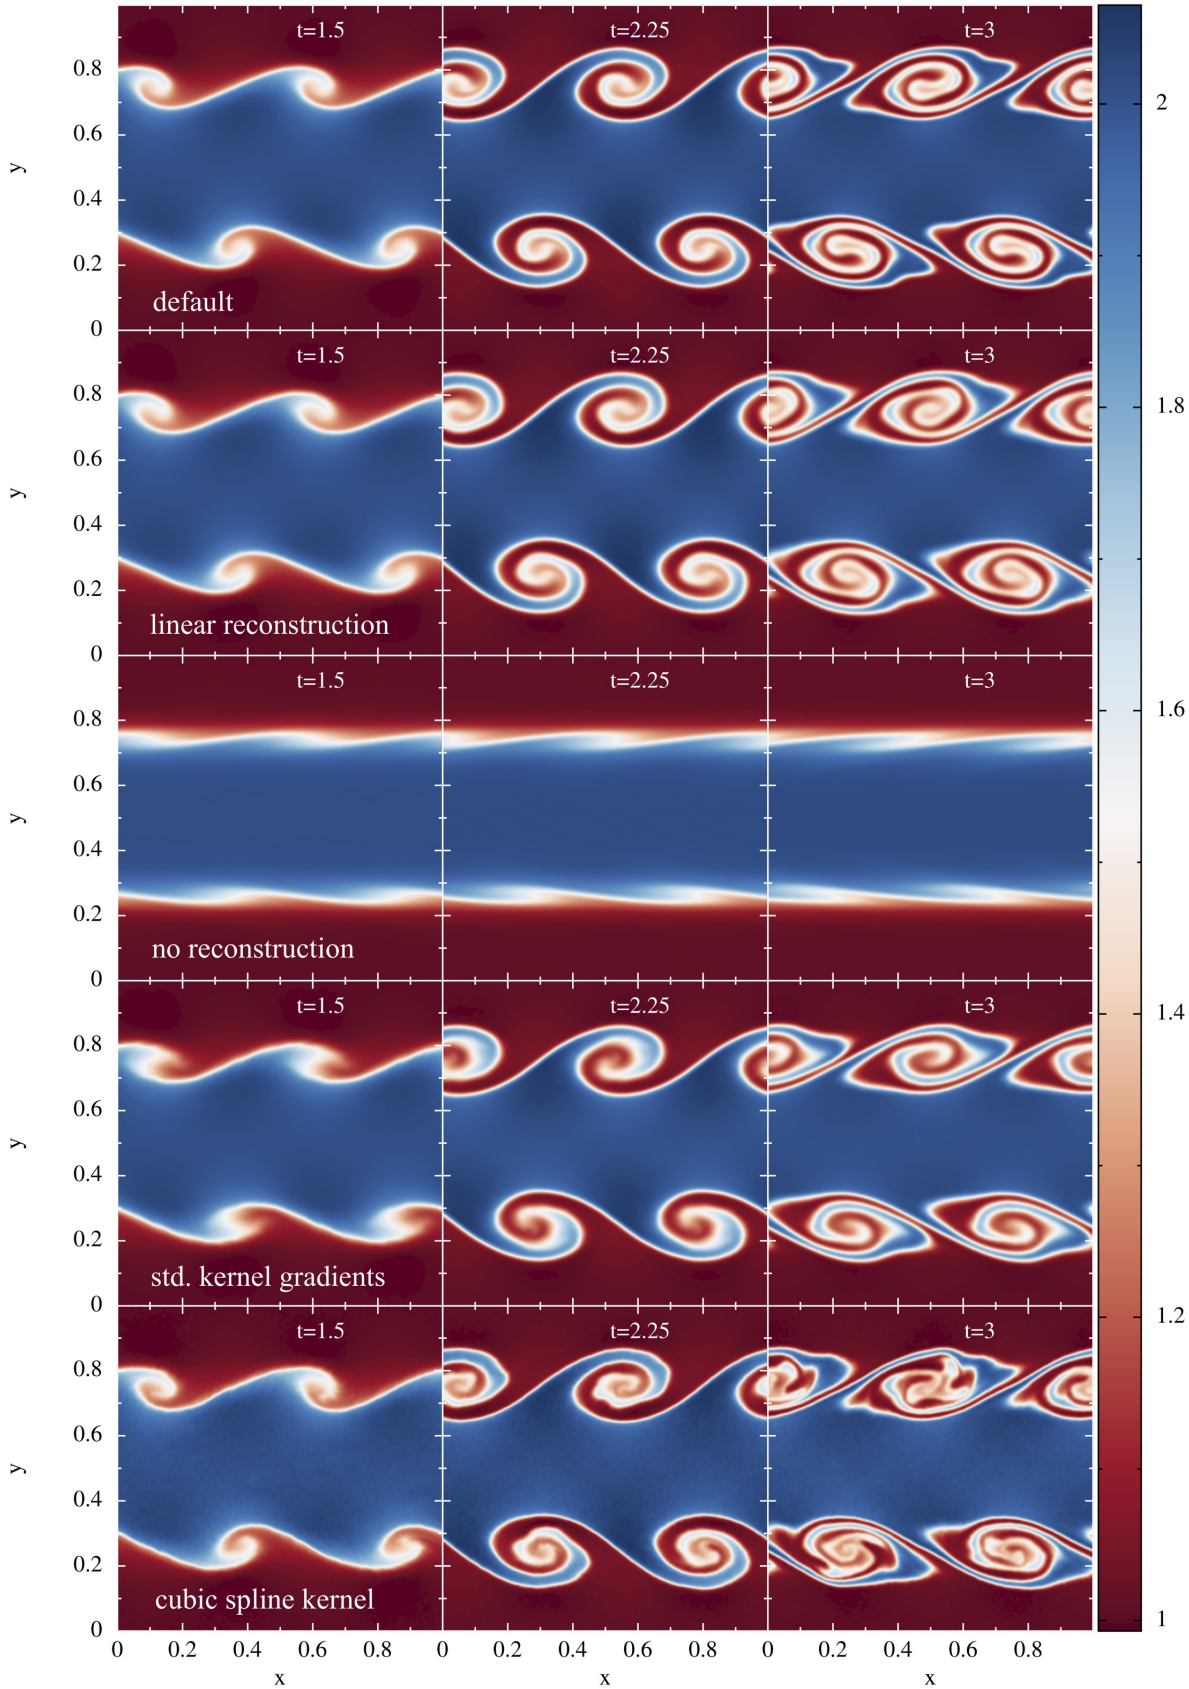 t=1.5 t=2.25 t=3
0.8
0.6
y
0.4
0.2
default
0
t=1.5 t=2.25 t=3
0.8
0.6
y
0.4
0.2
linear reconstruction
0
t=1.5 t=2.25 t=3
0.8
0.6
y
0.4
0.2
no reconstruction
0
t=1.5 t=2.25 t=3
0.8
0.6
y
0.4
0.2
std. kernel gradients
0
t=1.5 t=2.25 t=3
0.8
0.6
y
0.4
0.2
cubic spline kernel
0
0 0.2 0.4 0.6 0.8 0 0.2 0.4 0.6 0.8 0 0.2 0.4 0.6 0.8
x x x
2
1.8
1.6
1.4
1.2
1